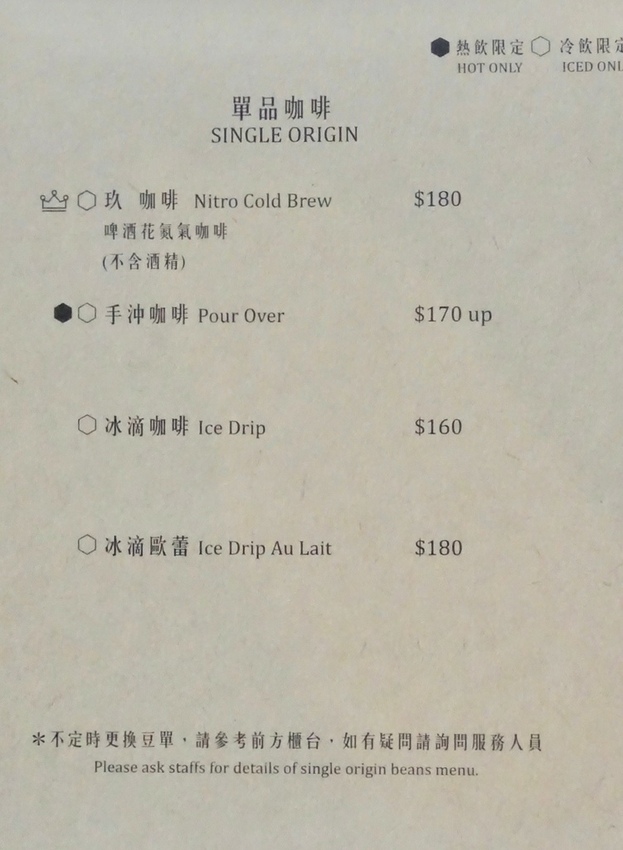 熱飲限定 冷飲限定
HOT ONLY ICED ONL
單品咖啡
SINGLE ORIGIN
玖 咖啡 Nitro Cold Brew $180
啤酒花氮氣咖啡
(不含酒精)
手沖咖啡 Pour Over $170 up
冰滴咖啡 Ice Drip $160
冰滴歐蕾 Ice Drip Au Lait $180
＊不定時更換豆單，請參考前方櫃台，如有疑問請詢問服務人員
Please ask staffs for details of single origin beans menu.